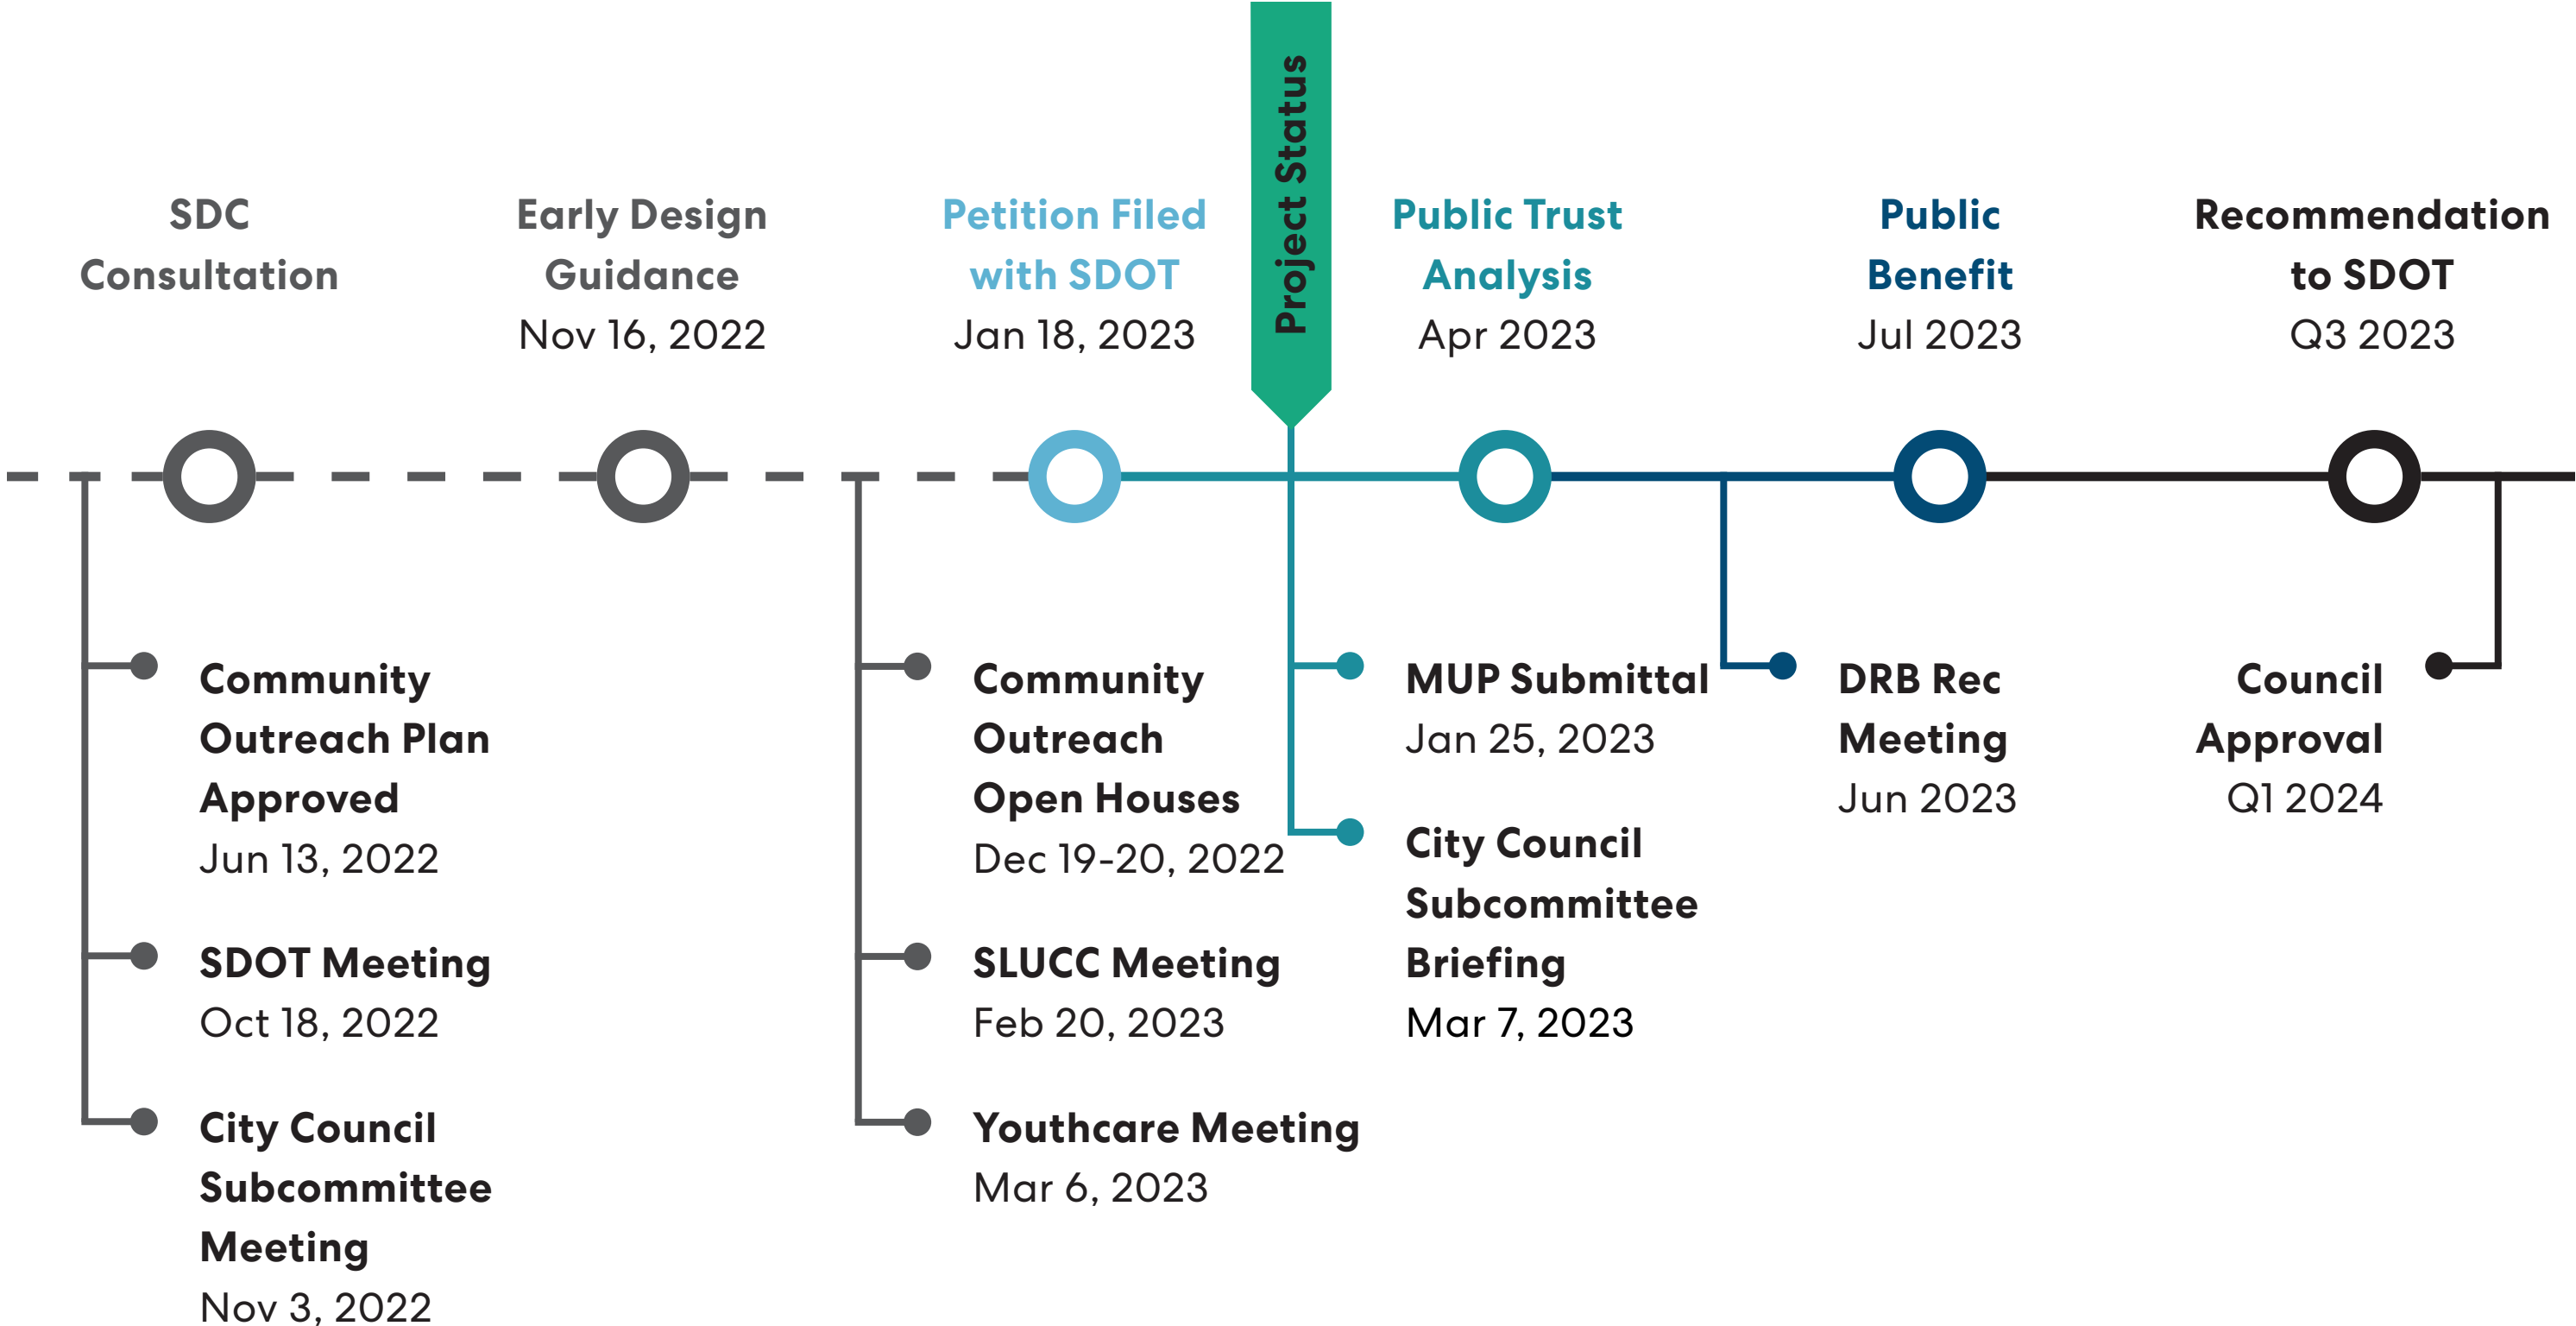 Project Status
SDC
Consultation
Early Design
Guidance
Nov 16, 2022
Petition Filed
with SDOT
Jan 18, 2023
Public Trust
Analysis
Apr 2023
Public
Benefit
Jul 2023
Recommendation
to SDOT
Q3 2023
Community
Outreach Plan
Approved
Jun 13, 2022
SDOT Meeting
Oct 18, 2022
City Council
Subcommittee
Meeting
Nov 3, 2022
Community
Outreach
Open Houses
Dec 19-20, 2022
SLUCC Meeting
Feb 20, 2023
Youthcare Meeting
Mar 6, 2023
MUP Submittal
Jan 25, 2023
City Council
Subcommittee
Briefing
Mar 7, 2023
DRB Rec
Meeting
Jun 2023
Council
Approval
Q1 2024